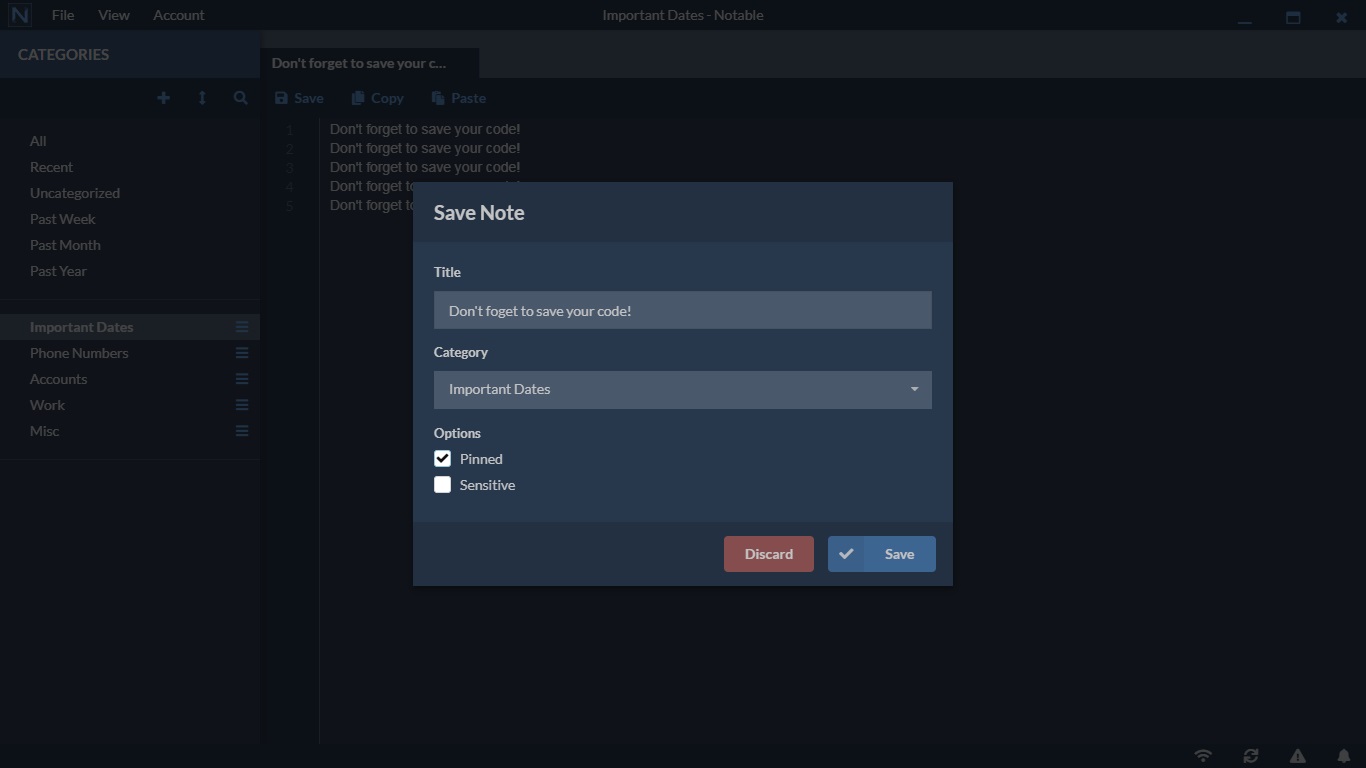 N File View Account Important Dates - Notable
CATEGORIES
Don't forget to save your c...
Save Copy Paste
All
Recent
Uncategorized
Past Week
Past Month
Past Year
Important Dates
Phone Numbers
Accounts
Work
Misc
1 Don't forget to save your code!
2 Don't forget to save your code!
3 Don't forget to save your code!
4 Don't forget
5 Don't forget
Save Note
Title
Don't foget to save your code!
Category
Important Dates
Options
Pinned
Sensitive
Discard Save